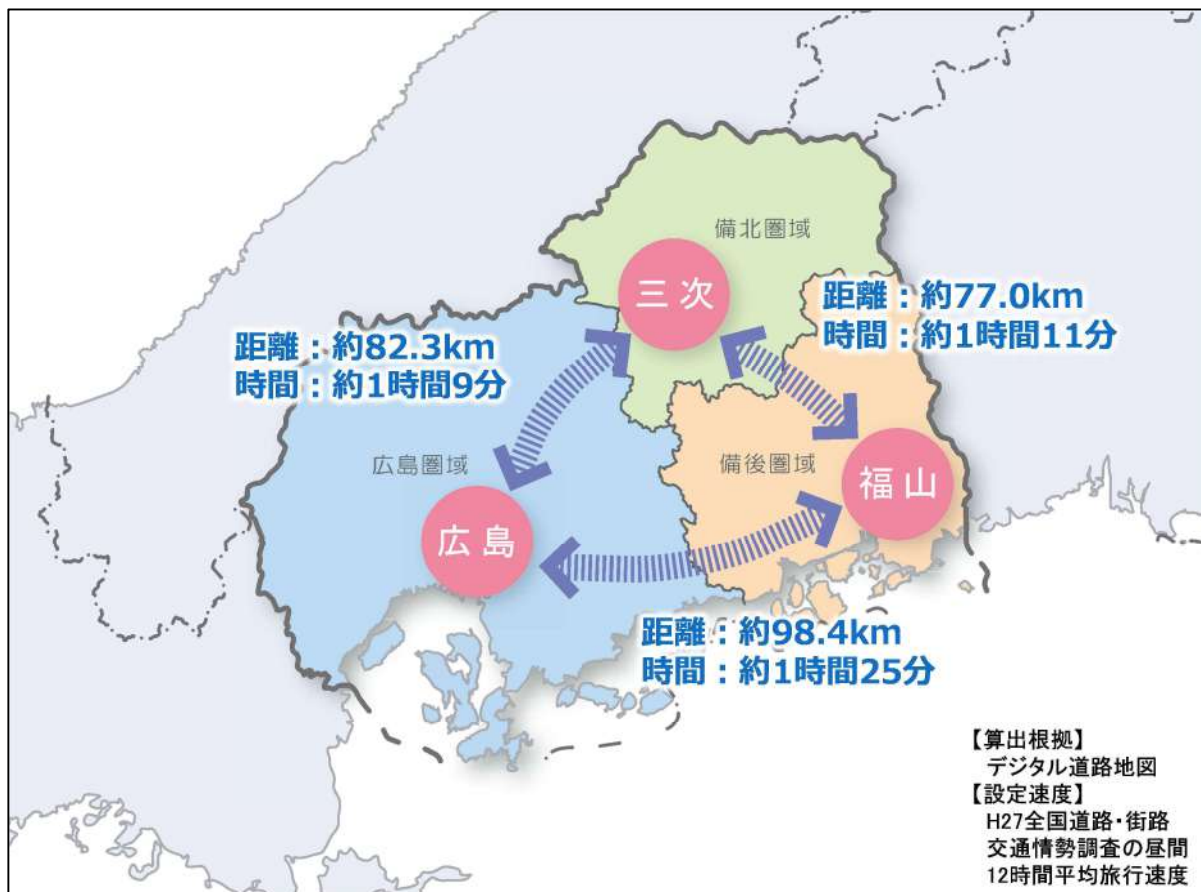 備北圏域
三次
距離：約77.0km
時間：約1時間11分
距離：約82.3km
時間：約1時間9分
広島圏域
備後圏域
福山
広島
距離：約98.4km
時間：約1時間25分
【算出根拠】
デジタル道路地図
【設定速度】
H27全国道路・街路
交通情勢調査の昼間
12時間平均旅行速度